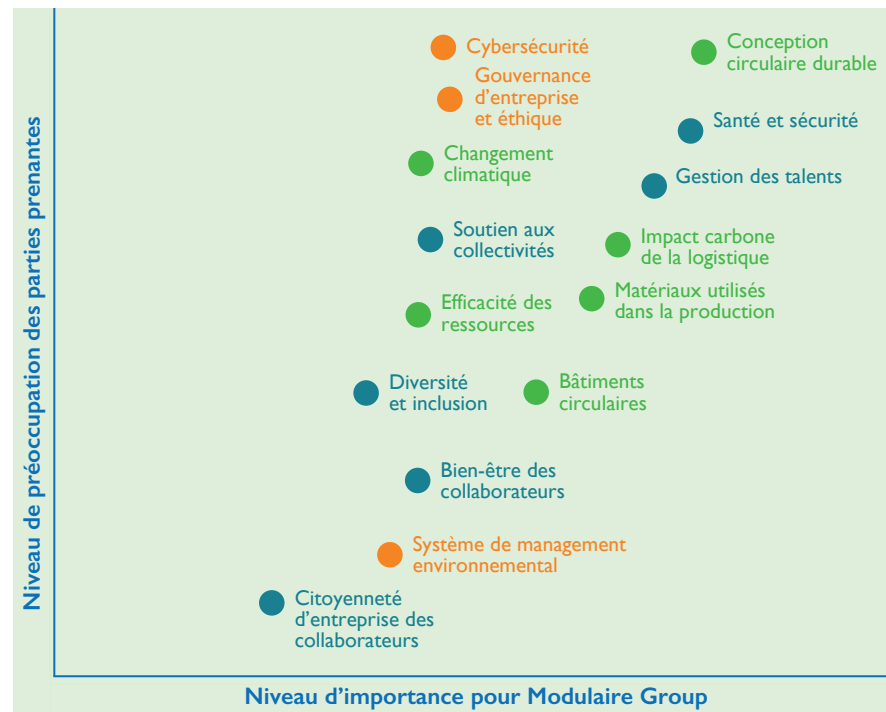 Niveau de préoccupation des parties prenantes
Cybersécurité
Conception
circulaire durable
Gouvernance
d'entreprise
et éthique
Santé et sécurité
Changement
climatique
Gestion des talents
Soutien aux
collectivités
Impact carbone
de la logistique
Efficacité des
ressources
Matériaux utilisés
dans la production
Diversité
et inclusion
Bâtiments
circulaires
Bien-être des
collaborateurs
Système de management
environnemental
Citoyenneté
d'entreprise des
collaborateurs
Niveau d'importance pour Modulaire Group